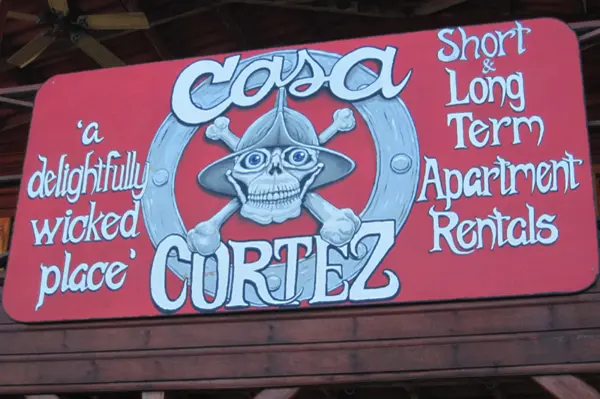 Casa
CORTEZ
'a
delightfully
wicked
place'
Short
&
Long
Term
Apartment
Rentals